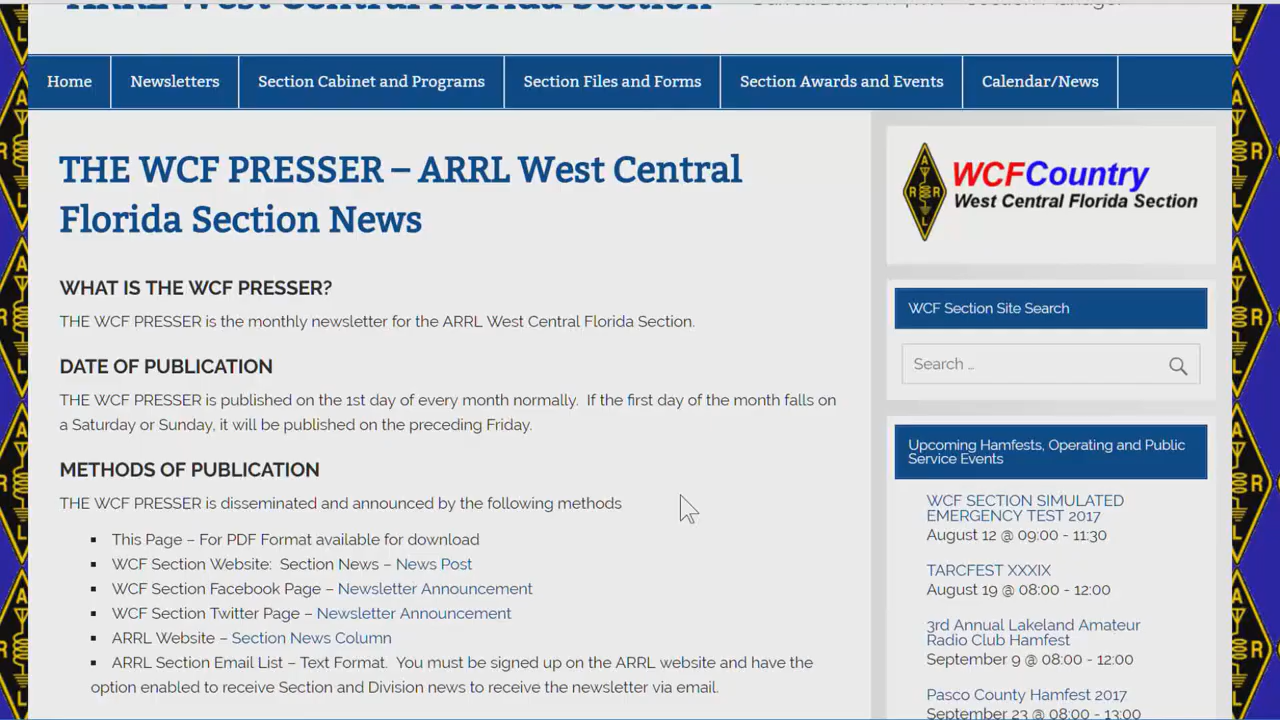 ARRL West Central Florida Section
Home
Newsletters
Section Cabinet and Programs
Section Files and Forms
Section Awards and Events
Calendar/News
THE WCF PRESSER – ARRL West Central
Florida Section News
WHAT IS THE WCF PRESSER?
THE WCF PRESSER is the monthly newsletter for the ARRL West Central Florida Section.
DATE OF PUBLICATION
THE WCF PRESSER is published on the 1st day of every month normally.  If the first day of the month falls on
a Saturday or Sunday, it will be published on the preceding Friday.
METHODS OF PUBLICATION
THE WCF PRESSER is disseminated and announced by the following methods
▪ This Page – For PDF Format available for download
▪ WCF Section Website:  Section News – News Post
▪ WCF Section Facebook Page – Newsletter Announcement
▪ WCF Section Twitter Page – Newsletter Announcement
▪ ARRL Website – Section News Column
▪ ARRL Section Email List – Text Format.  You must be signed up on the ARRL website and have the
option enabled to receive Section and Division news to receive the newsletter via email.
A
R R
L
WCFCountry
West Central Florida Section
WCF Section Site Search
Search …
Upcoming Hamfests, Operating and Public
Service Events
WCF SECTION SIMULATED
EMERGENCY TEST 2017
August 12 @ 09:00 - 11:30
TARCFEST XXXIX
August 19 @ 08:00 - 12:00
3rd Annual Lakeland Amateur
Radio Club Hamfest
September 9 @ 08:00 - 12:00
Pasco County Hamfest 2017
September 23 @ 08:00 - 13:00